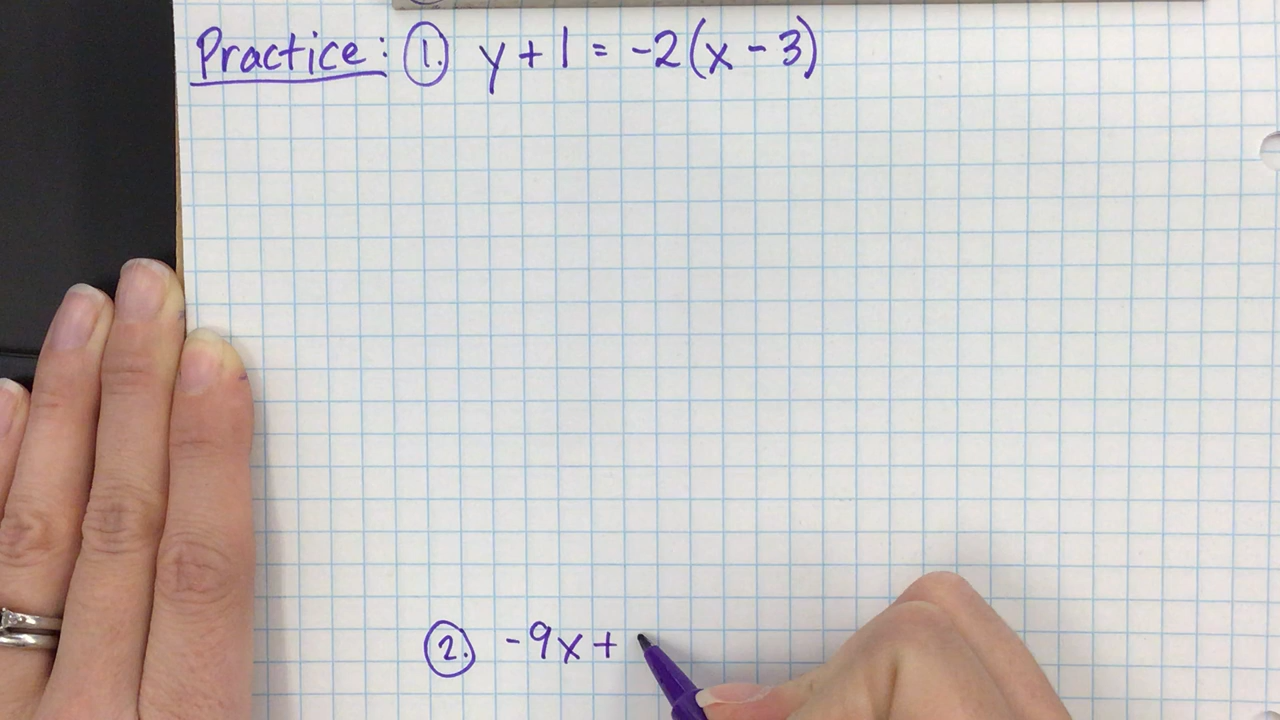 Practice: 1. y + 1 = -2(x - 3)
2. -9x +